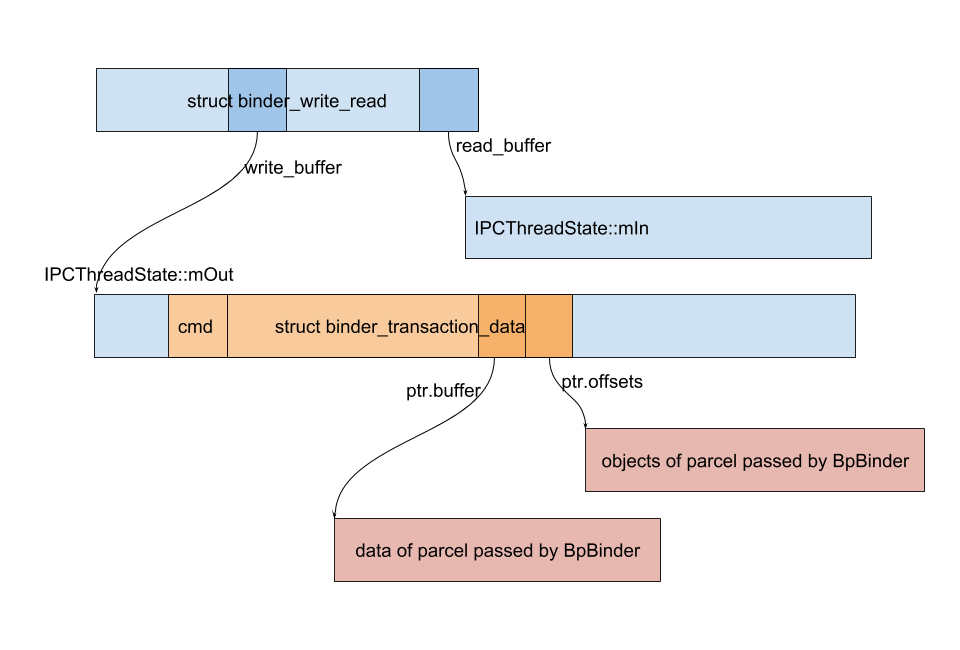 struct binder_write_read
read_buffer
write_buffer
IPCThreadState::mIn
IPCThreadState::mOut
cmd
struct binder_transaction_data
ptr.buffer
ptr.offsets
objects of parcel passed by BpBinder
data of parcel passed by BpBinder